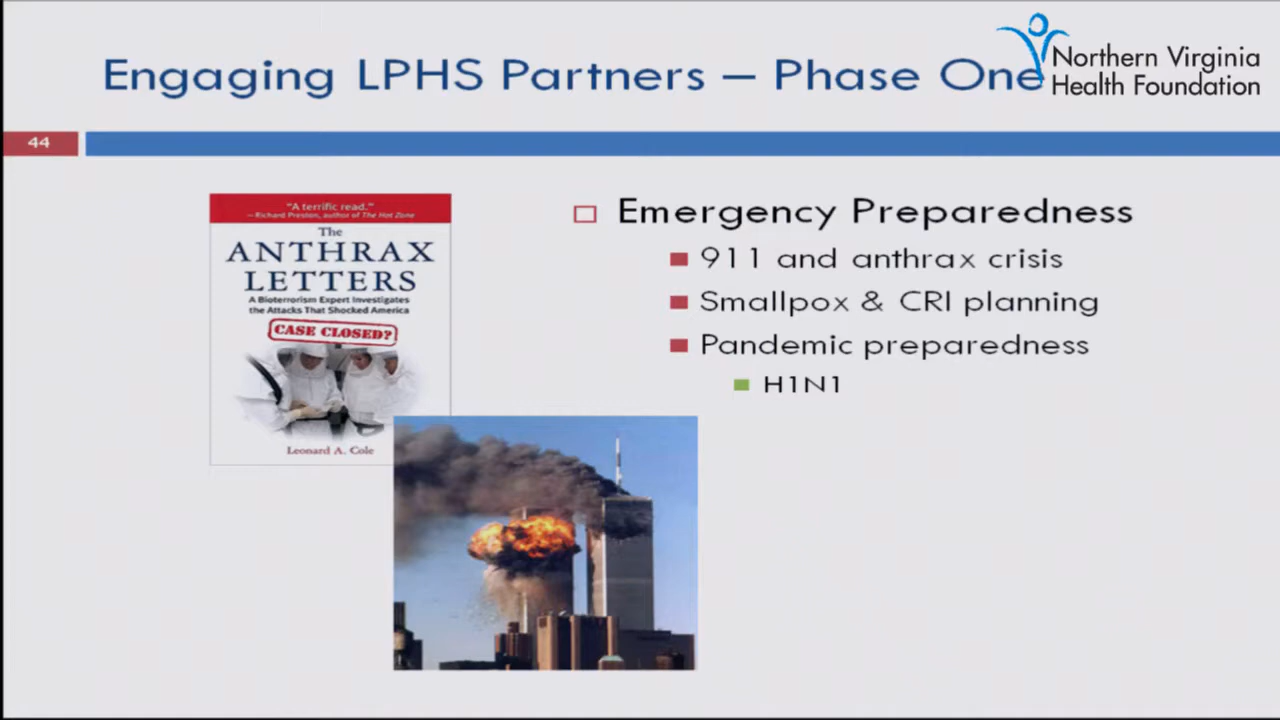 Engaging LPHS Partners – Phase One
Northern Virginia
Health Foundation
44
"A terrific read."
– Richard Preston, author of The Hot Zone
The
ANTHRAX
LETTERS
A Bioterrorism Expert Investigates
the Attacks That Shocked America
CASE CLOSED?
Leonard A. Cole
Emergency Preparedness
911 and anthrax crisis
Smallpox & CRI planning
Pandemic preparedness
H1N1